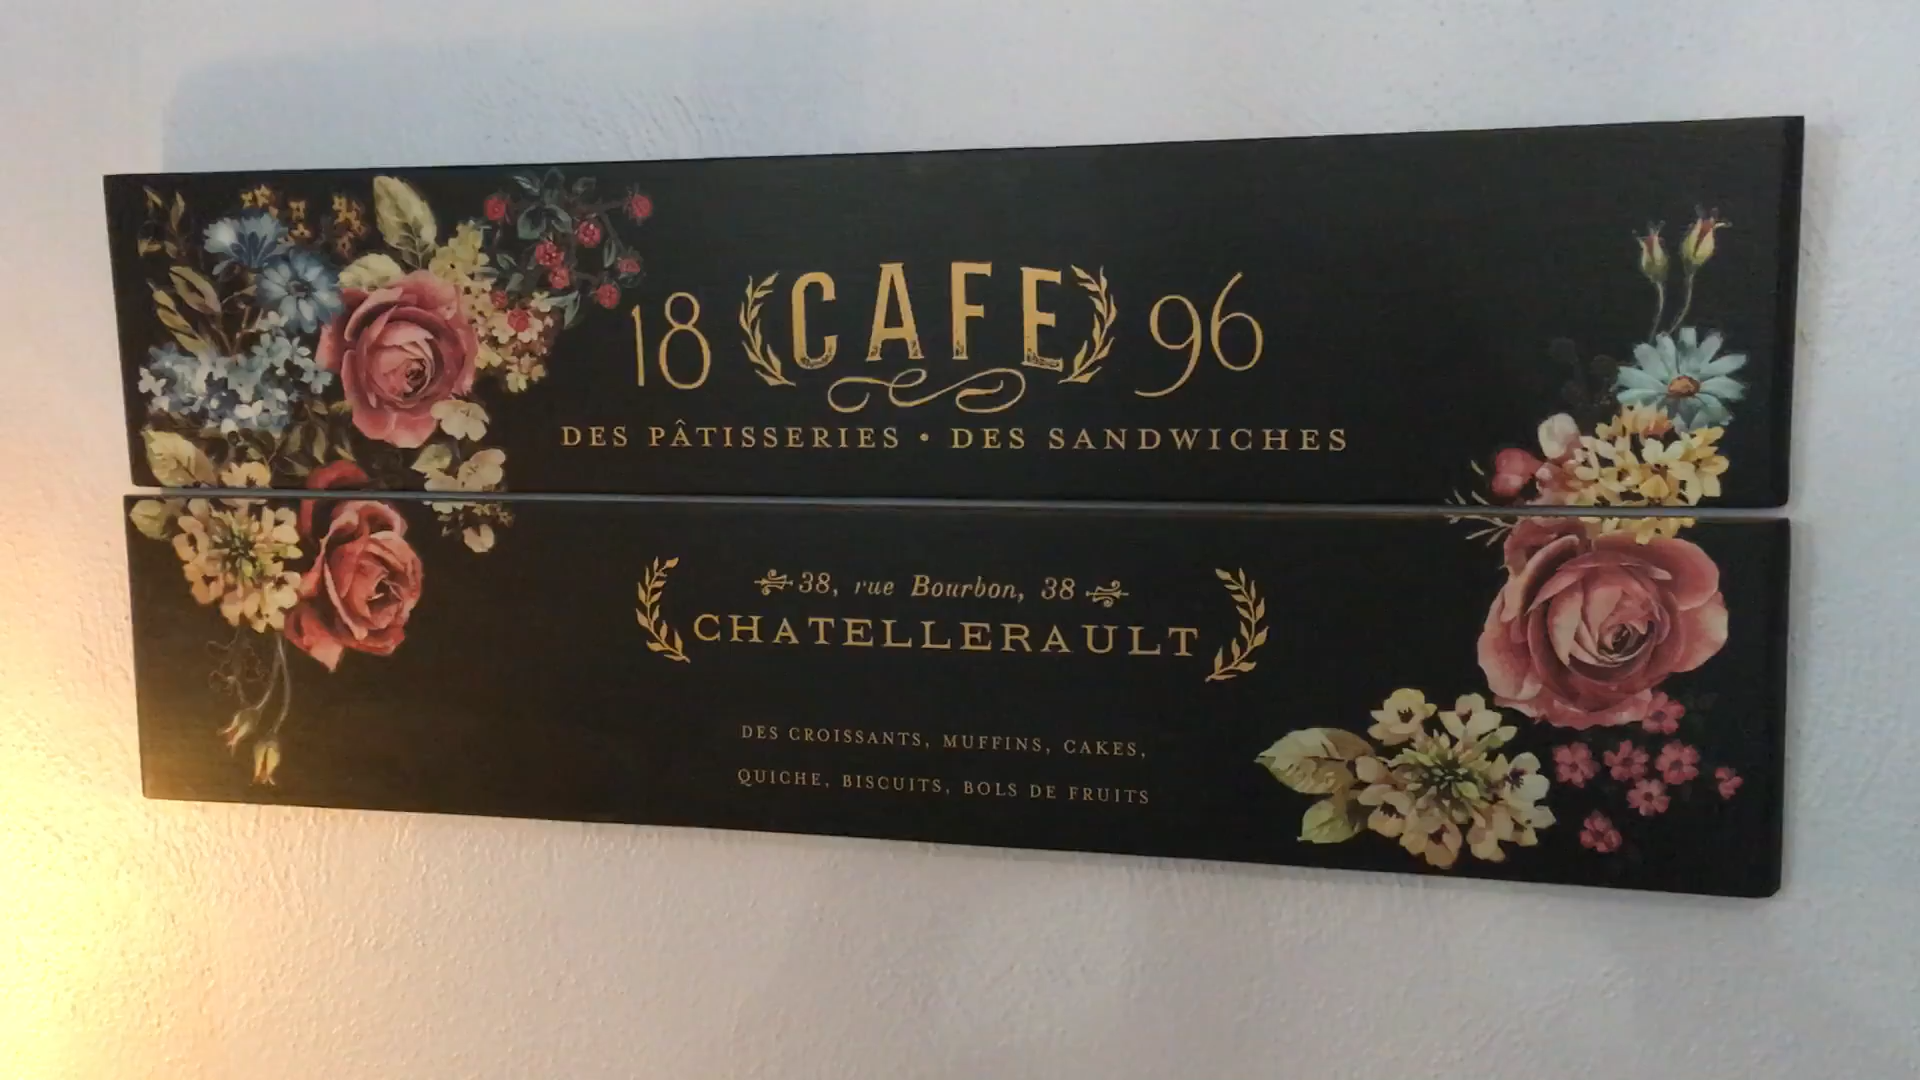 18 CAFE 96
DES PÂTISSERIES • DES SANDWICHES
38, rue Bourbon, 38
CHATELLERAULT
DES CROISSANTS, MUFFINS, CAKES,
QUICHE, BISCUITS, BOLS DE FRUITS